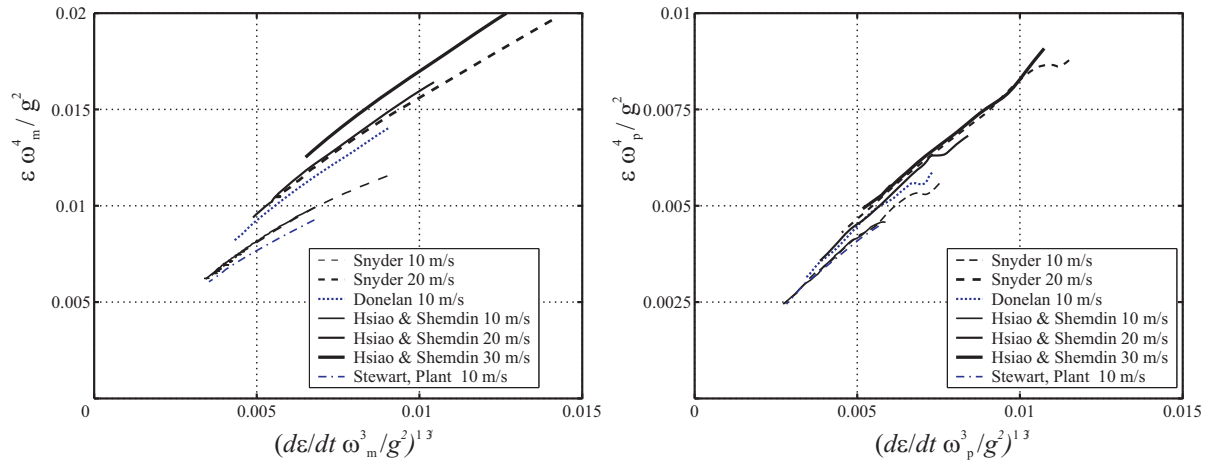 0.02
0.015
0.01
0.005
ε ω⁴ₘ / g²
Snyder 10 m/s
Snyder 20 m/s
Donelan 10 m/s
Hsiao & Shemdin 10 m/s
Hsiao & Shemdin 20 m/s
Hsiao & Shemdin 30 m/s
Stewart, Plant 10 m/s
0 0.005 0.01 0.015
(dε/dt ω³ₘ/g²)¹³
0.01
0.0075
0.005
0.0025
ε ω⁴ₚ / g²
Snyder 10 m/s
Snyder 20 m/s
Donelan 10 m/s
Hsiao & Shemdin 10 m/s
Hsiao & Shemdin 20 m/s
Hsiao & Shemdin 30 m/s
Stewart, Plant 10 m/s
0 0.005 0.01 0.015
(dε/dt ω³ₚ/g²)¹³